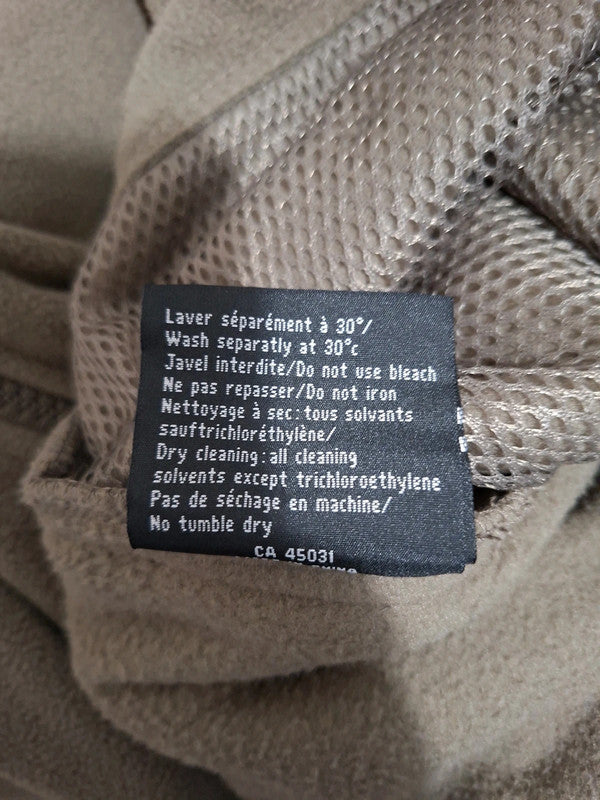 Laver séparément à 30°/
Wash separatly at 30°c
Javel interdite/Do not use bleach
Ne pas repasser/Do not iron
Nettoyage à sec:tous solvants
sauftrichloréthylène/
Dry cleaning:all cleaning
solvents except trichloroethylene
Pas de séchage en machine/
No tumble dry
CA 45031